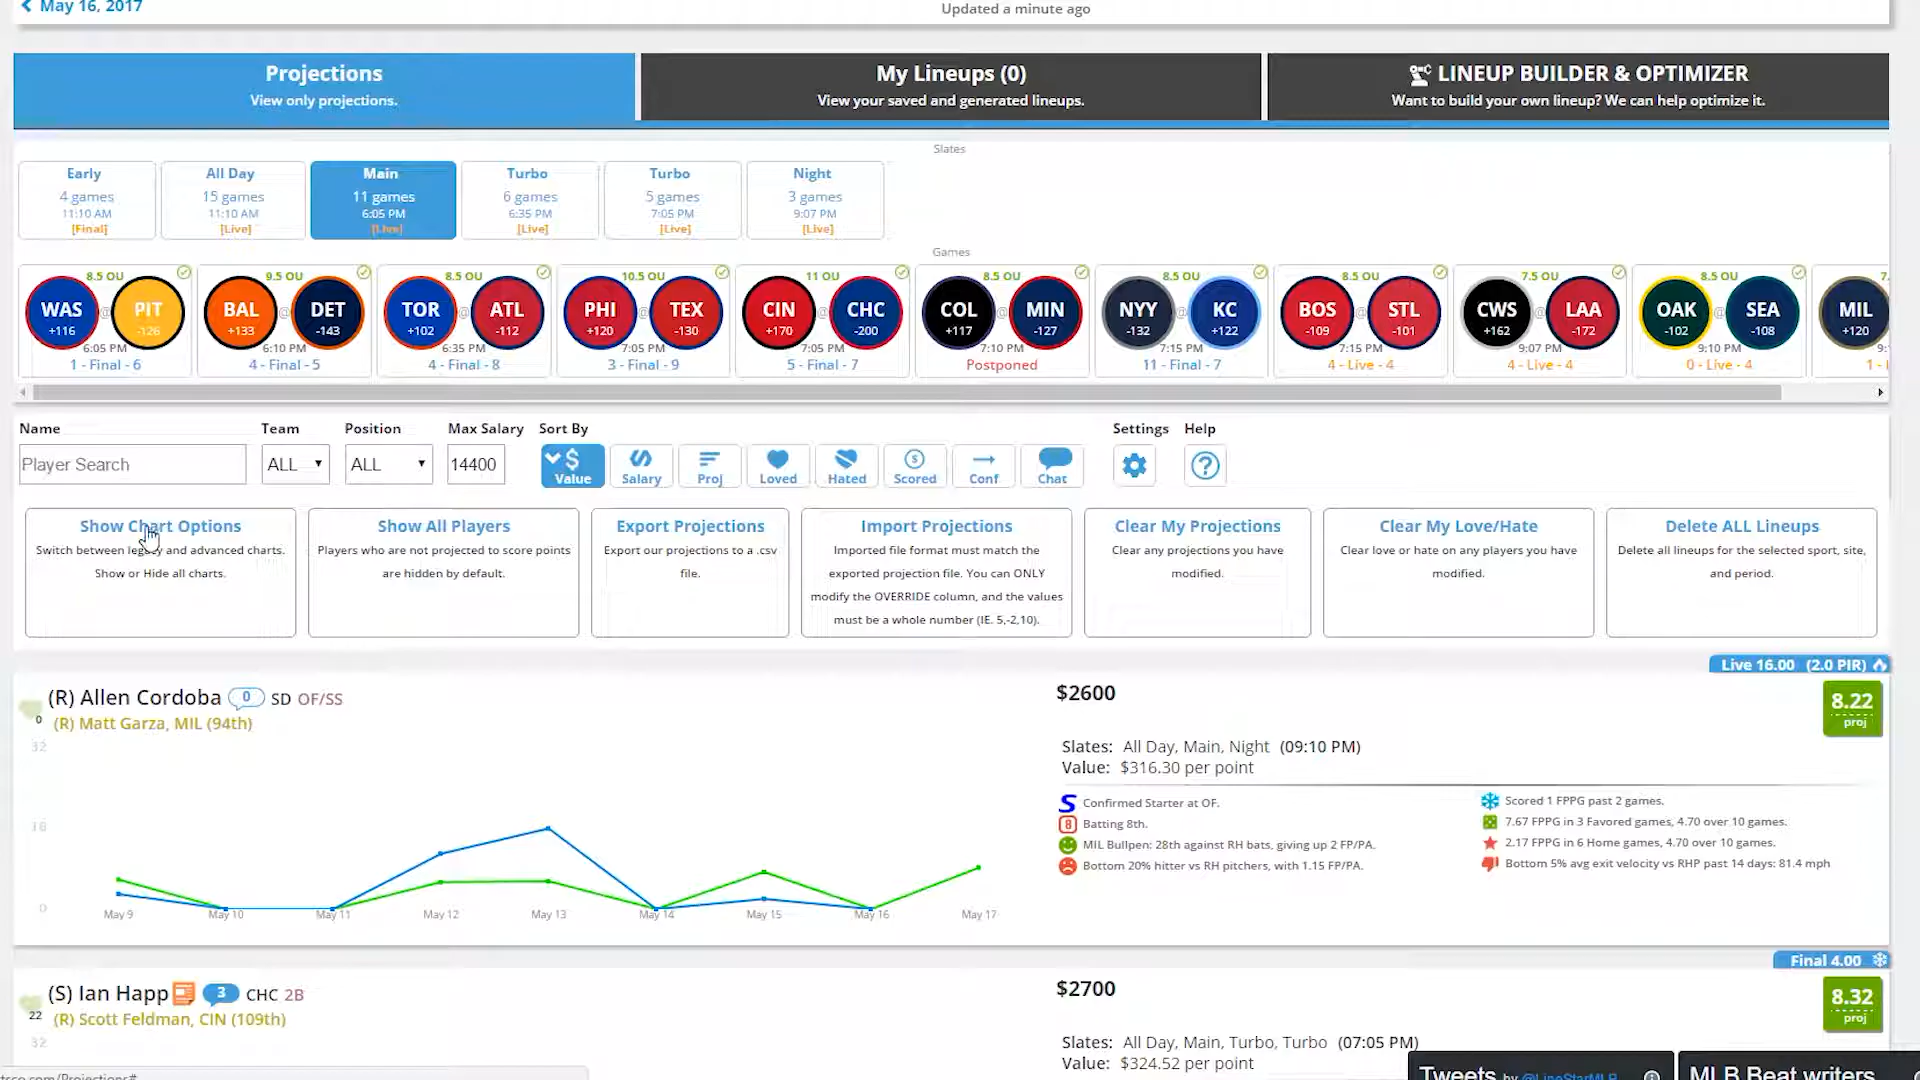 May 16, 2017
Updated a minute ago
Projections
View only projections.
My Lineups (0)
View your saved and generated lineups.
LINEUP BUILDER & OPTIMIZER
Want to build your own lineup? We can help optimize it.
Slates
Early
4 games
11:10 AM
[Final]
All Day
15 games
11:10 AM
[Live]
Main
11 games
6:05 PM
[Live]
Turbo
6 games
6:35 PM
[Live]
Turbo
5 games
7:05 PM
[Live]
Night
3 games
9:07 PM
[Live]
Games
8.5 OU
WAS +116 @ PIT -126
6:05 PM
1 - Final - 6
9.5 OU
BAL +133 @ DET -143
6:10 PM
4 - Final - 5
8.5 OU
TOR +102 @ ATL -112
6:35 PM
4 - Final - 8
10.5 OU
PHI +120 @ TEX -130
7:05 PM
3 - Final - 9
11 OU
CIN +170 @ CHC -200
7:05 PM
5 - Final - 7
8.5 OU
COL +117 @ MIN -127
7:10 PM
Postponed
8.5 OU
NYY -132 @ KC +122
7:15 PM
11 - Final - 7
8.5 OU
BOS -109 @ STL -101
7:15 PM
4 - Live - 4
7.5 OU
CWS +162 @ LAA -172
9:07 PM
4 - Live - 4
8.5 OU
OAK -102 @ SEA -108
9:10 PM
0 - Live - 4
7.
MIL +120
9:
1 - l
Name Team Position Max Salary Sort By Settings Help
Player Search ALL ALL 14400 $ Value Salary Proj Loved Hated Scored Conf Chat ?
Show Chart Options
Switch between legacy and advanced charts.
Show or Hide all charts.
Show All Players
Players who are not projected to score points
are hidden by default.
Export Projections
Export our projections to a .csv
file.
Import Projections
Imported file format must match the
exported projection file. You can ONLY
modify the OVERRIDE column, and the values
must be a whole number (IE. 5,-2,10).
Clear My Projections
Clear any projections you have
modified.
Clear My Love/Hate
Clear love or hate on any players you have
modified.
Delete ALL Lineups
Delete all lineups for the selected sport, site,
and period.
Live 16.00 (2.0 PIR)
(R) Allen Cordoba 0 SD OF/SS
0 (R) Matt Garza, MIL (94th)
$2600
8.22
proj
Slates: All Day, Main, Night (09:10 PM)
Value: $316.30 per point
S Confirmed Starter at OF.
8 Batting 8th.
MIL Bullpen: 28th against RH bats, giving up 2 FP/PA.
Bottom 20% hitter vs RH pitchers, with 1.15 FP/PA.
Scored 1 FPPG past 2 games.
7.67 FPPG in 3 Favored games, 4.70 over 10 games.
2.17 FPPG in 6 Home games, 4.70 over 10 games.
Bottom 5% avg exit velocity vs RHP past 14 days: 81.4 mph
32
0
May 9 May 10 May 11 May 12 May 13 May 14 May 15 May 16 May 17
Final 4.00
(S) Ian Happ 3 CHC 2B
22 (R) Scott Feldman, CIN (109th)
32
$2700
8.32
proj
Slates: All Day, Main, Turbo, Turbo (07:05 PM)
Value: $324.52 per point
Tweets by @LineStarMLB
MLB Beat writers